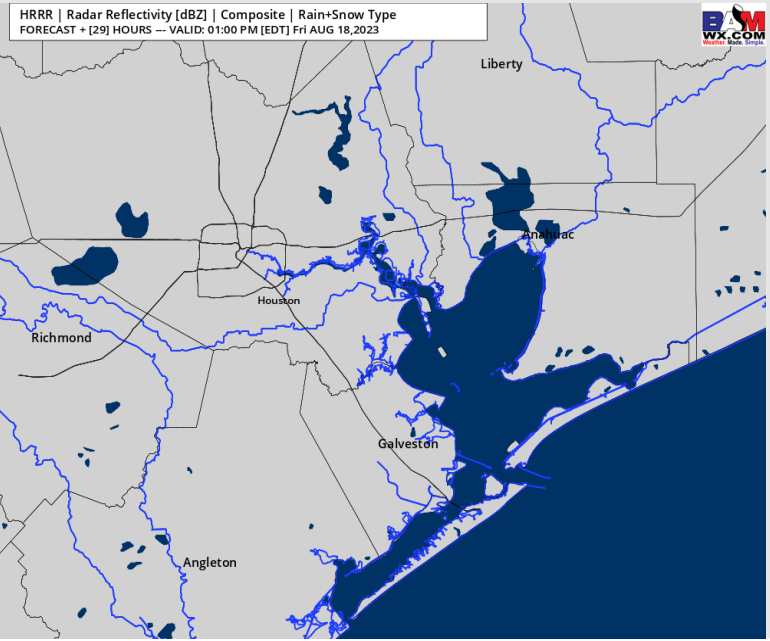 HRRR | Radar Reflectivity [dBZ] | Composite | Rain+Snow Type
FORECAST + [29] HOURS --- VALID: 01:00 PM [EDT] Fri AUG 18,2023
BAM
WX.COM
Weather. Made. Simple.
Liberty
Anahuac
Houston
Richmond
Galveston
Angleton